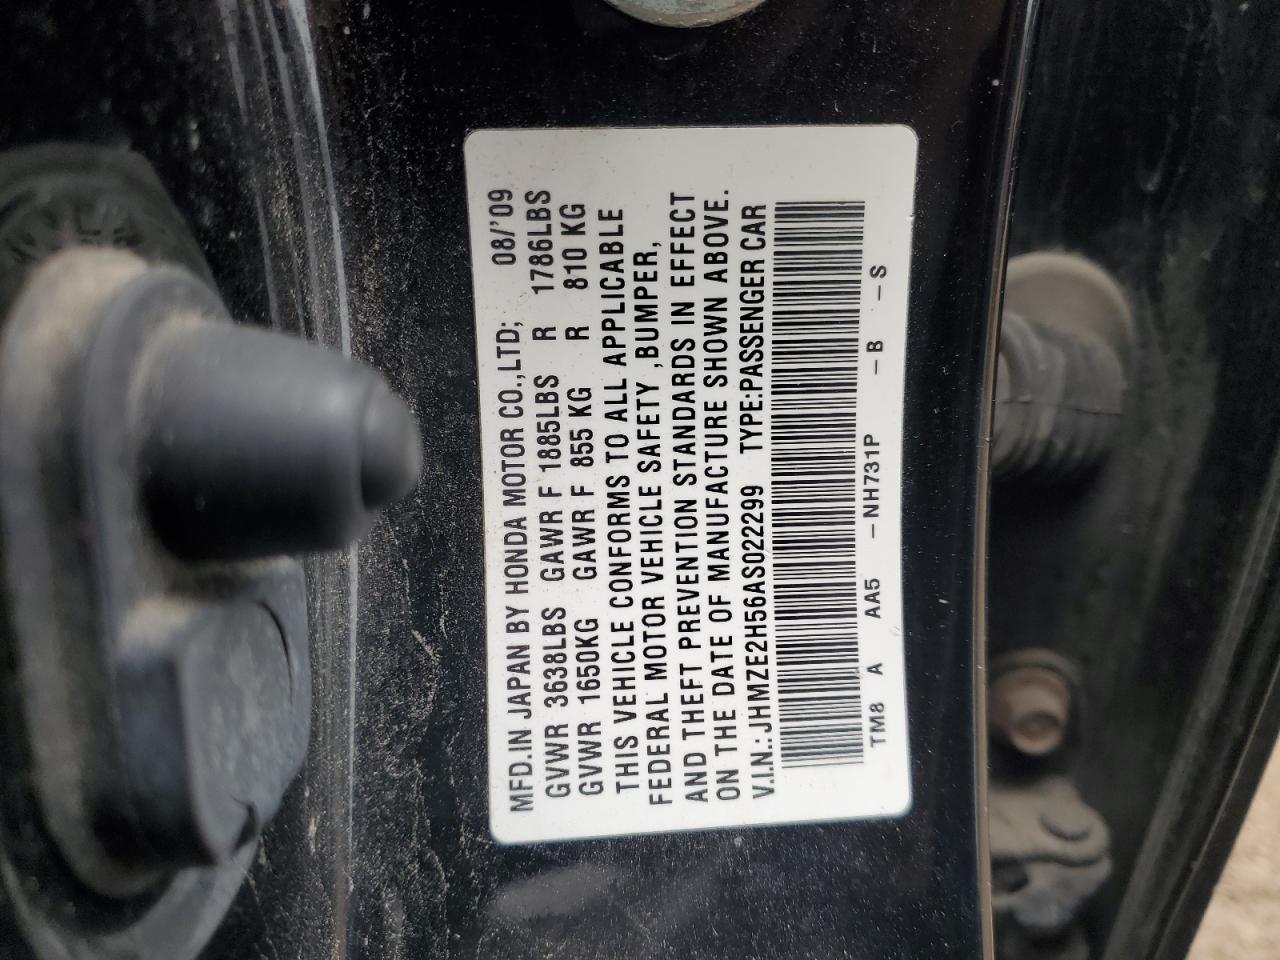 MFD.IN JAPAN BY HONDA MOTOR CO.,LTD; 08/'09
GVWR 3638LBS GAWR F 1885LBS R 1786LBS
GVWR 1650KG GAWR F 855 KG R 810 KG
THIS VEHICLE CONFORMS TO ALL APPLICABLE
FEDERAL MOTOR VEHICLE SAFETY ,BUMPER,
AND THEFT PREVENTION STANDARDS IN EFFECT
ON THE DATE OF MANUFACTURE SHOWN ABOVE.
V.I.N.:JHMZE2H56AS022299 TYPE:PASSENGER CAR
TM8 A AA5 -NH731P -B -S